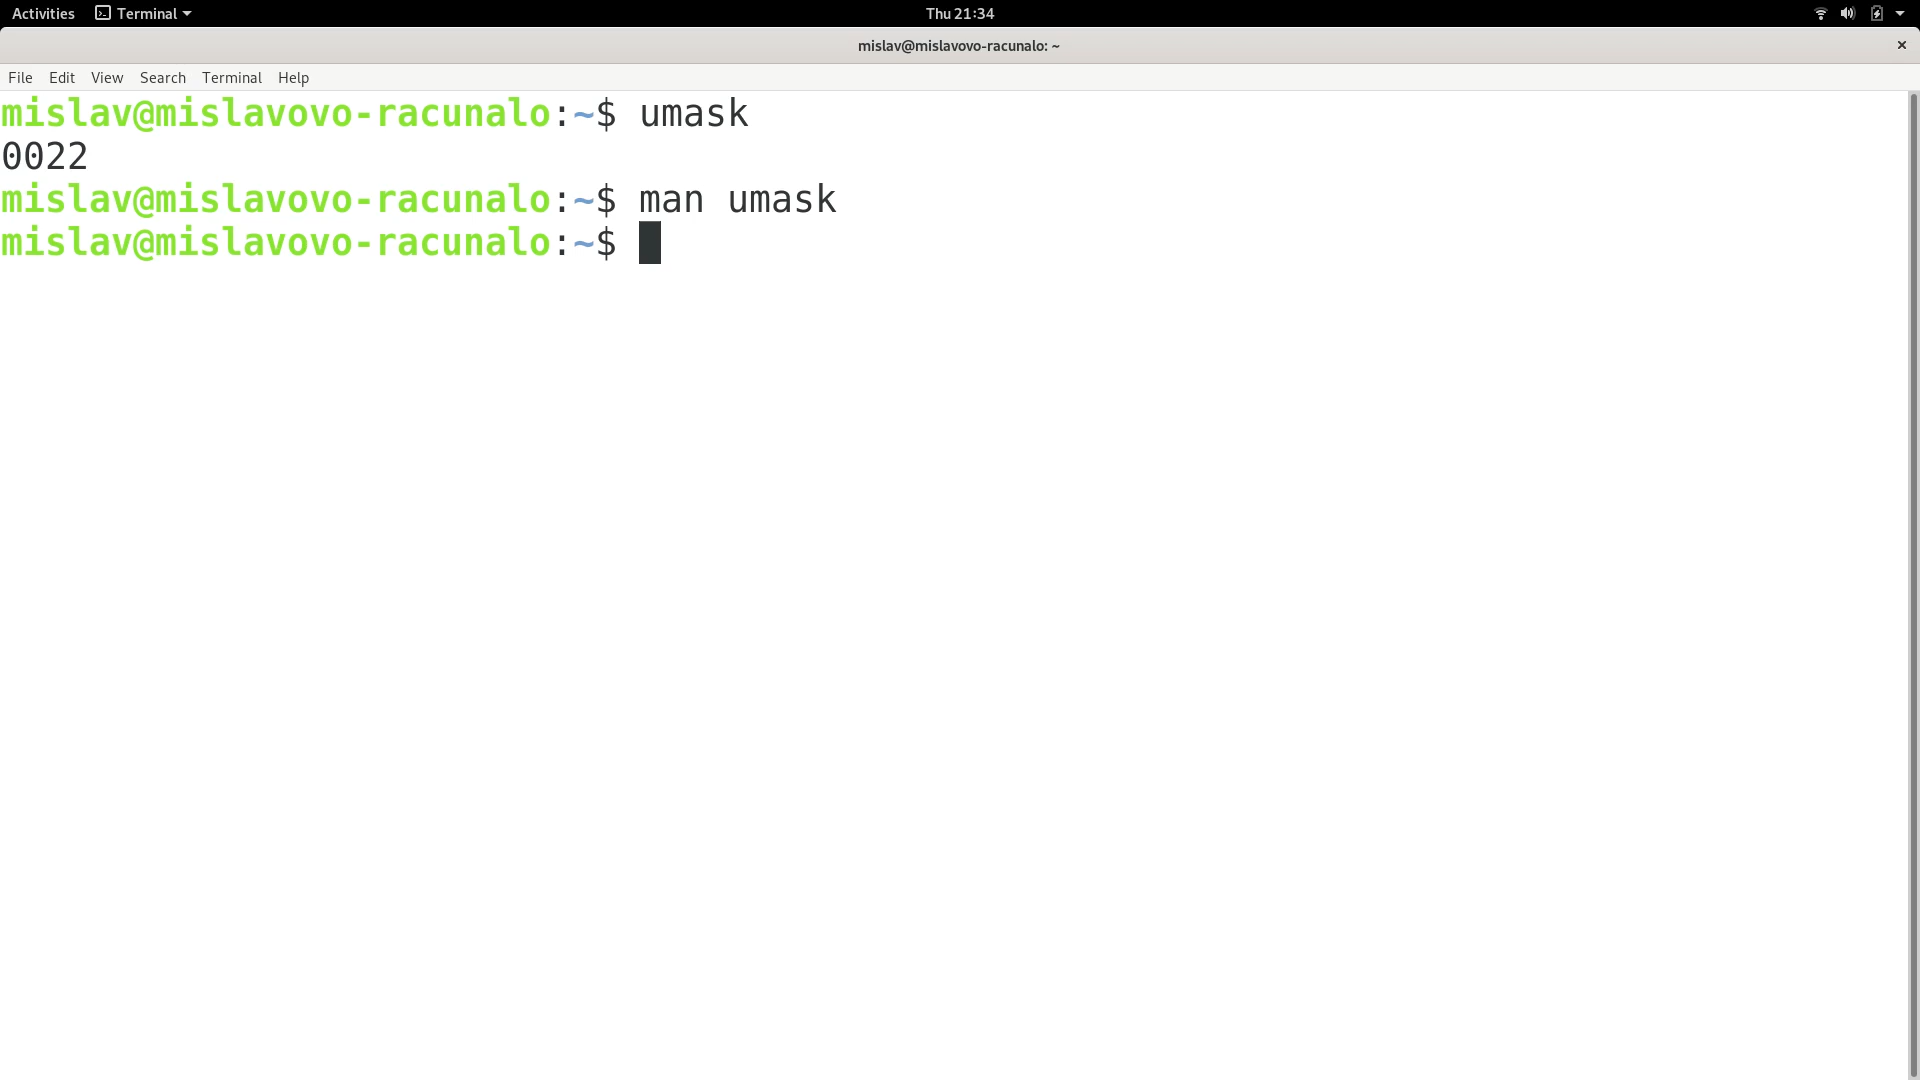 Activities Terminal Thu 21:34
mislav@mislavovo-racunalo: ~ ×
File Edit View Search Terminal Help
mislav@mislavovo-racunalo:~$ umask
0022
mislav@mislavovo-racunalo:~$ man umask
mislav@mislavovo-racunalo:~$